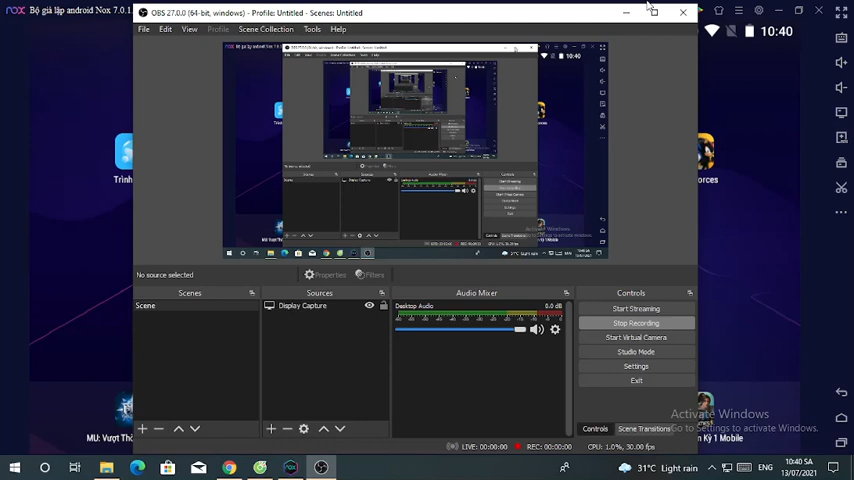 Bộ giả lập android Nox 7.0.1.
OBS 27.0.0 (64-bit, windows) - Profile: Untitled - Scenes: Untitled
File Edit View Profile Scene Collection Tools Help
10:40
Trình
orces
MU: Vượt Thờ
Kỳ 1 Mobile
No source selected
Properties
Filters
Scenes
Scene
Sources
Display Capture
Audio Mixer
Desktop Audio
0.0 dB
Controls
Start Streaming
Stop Recording
Start Virtual Camera
Studio Mode
Settings
Exit
Controls
Scene Transitions
Activate Windows
Go to Settings to activate Windows.
LIVE: 00:00:00
REC: 00:00:00
CPU: 1.0%, 30.00 fps
31°C Light rain
ENG
10:40 SA
13/07/2021